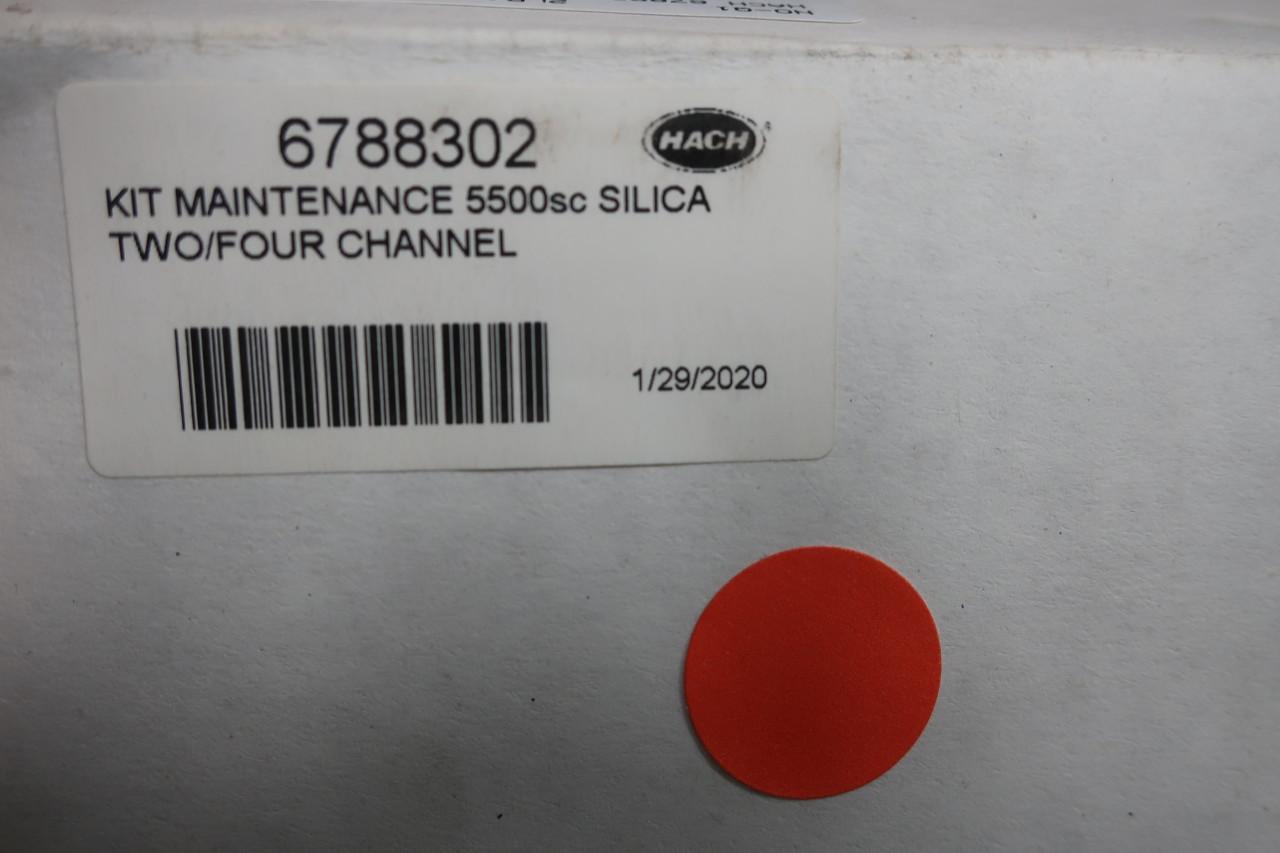 6788302
HACH
KIT MAINTENANCE 5500sc SILICA
TWO/FOUR CHANNEL
1/29/2020